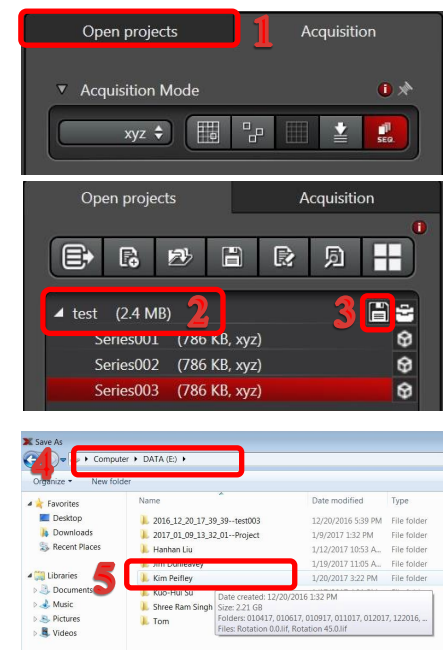 Open projects 1 Acquisition
Acquisition Mode
xyz SEQ.
Open projects Acquisition
test (2.4 MB) 2 3
Series001 (786 KB, xyz)
Series002 (786 KB, xyz)
Series003 (786 KB, xyz)
Save As
4 Computer DATA (E:)
Organize New folder
Name Date modified Type
Favorites
Desktop 2016_12_20_17_39_39--test003 12/20/2016 5:39 PM File folder
Downloads 2017_01_09_13_32_01--Project 1/9/2017 1:32 PM File folder
Recent Places Hanhan Liu 1/12/2017 10:53 A... File folder
Jim Dunleavey 1/19/2017 11:05 A... File folder
Libraries 5 Kim Peifley 1/20/2017 3:22 PM File folder
Documents Kuo-Hui Su
Date created: 12/20/2016 1:32 PM
Music Shree Ram Singh Size: 2.21 GB
Pictures Tom Folders: 010417, 010617, 010917, 011017, 012017, 122016, ...
Videos Files: Rotation 0.0.lif, Rotation 45.0.lif